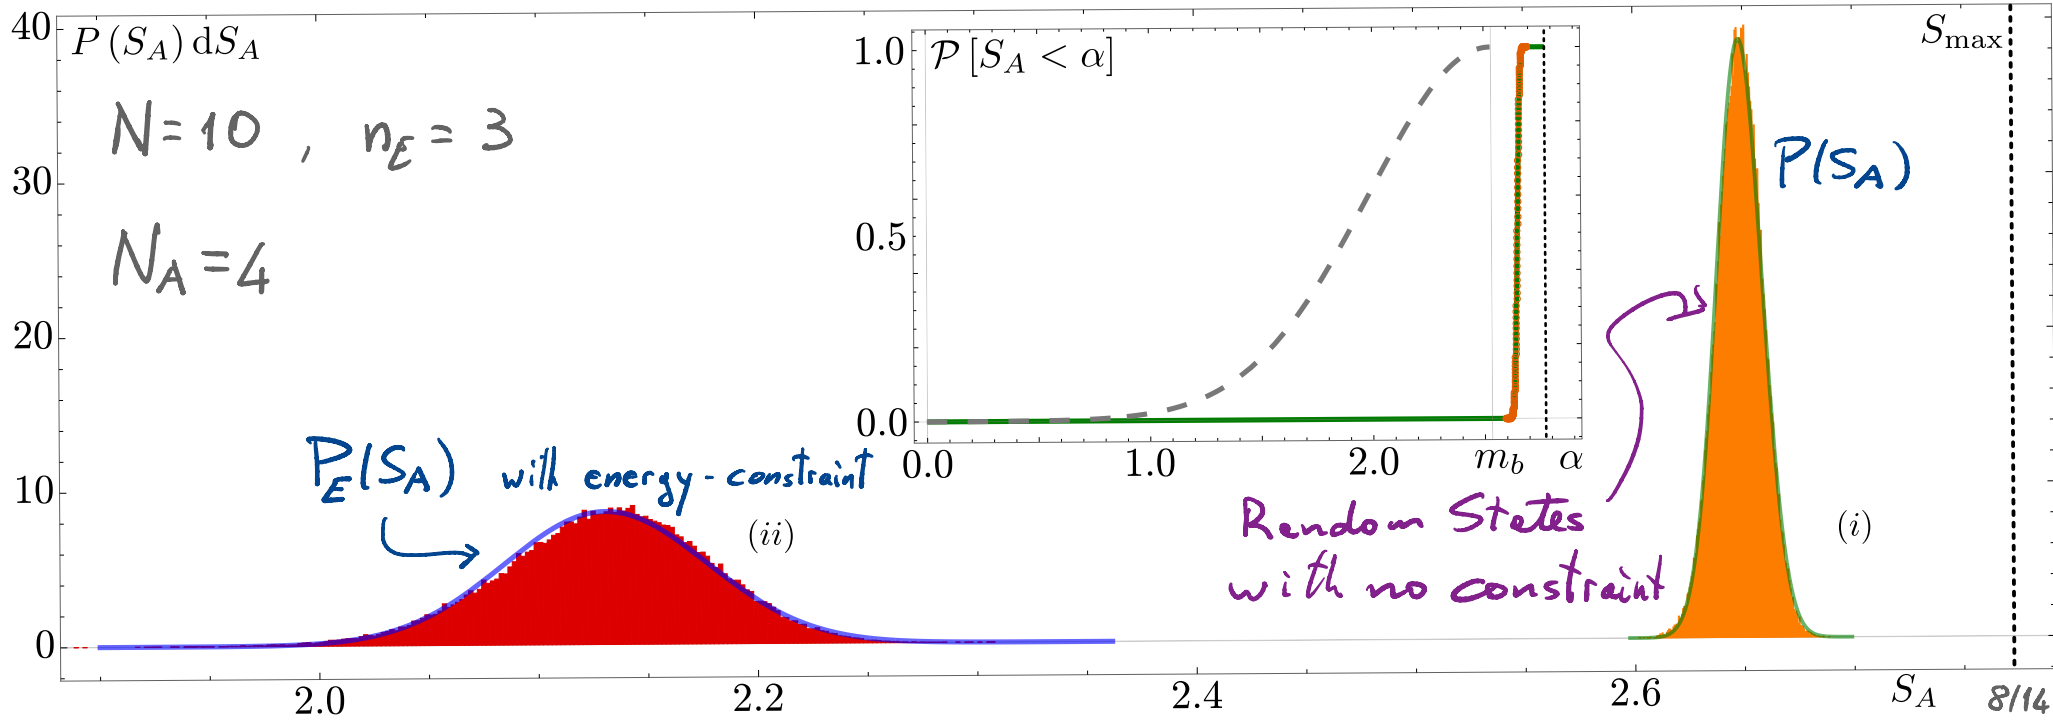 40
P (S_A) dS_A
N=10 , n_E = 3
N_A = 4
30
20
10
0
P_E(S_A) with energy-constraint
(ii)
2.0
2.2
2.4
2.6
S_A
8/14
1.0
P [S_A < α]
0.5
0.0
0.0
1.0
2.0
m_b
α
S_max
P(S_A)
Random States
with no constraint
(i)